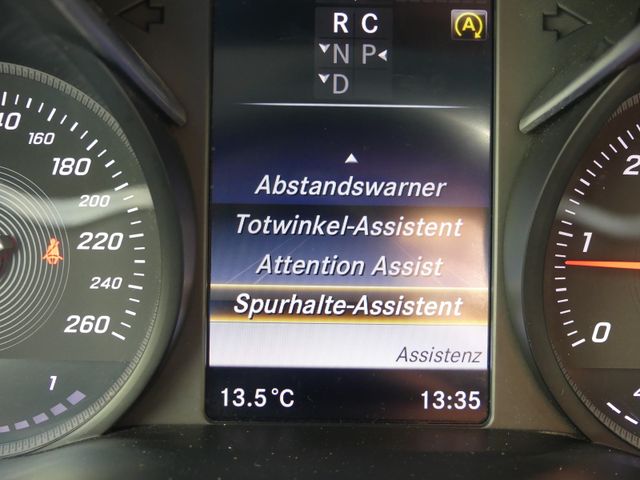 R C
N P
D
A
Abstandswarner
Totwinkel-Assistent
Attention Assist
Spurhalte-Assistent
Assistenz
13.5°C
13:35
160
180
200
220
240
260
1
2
1
0